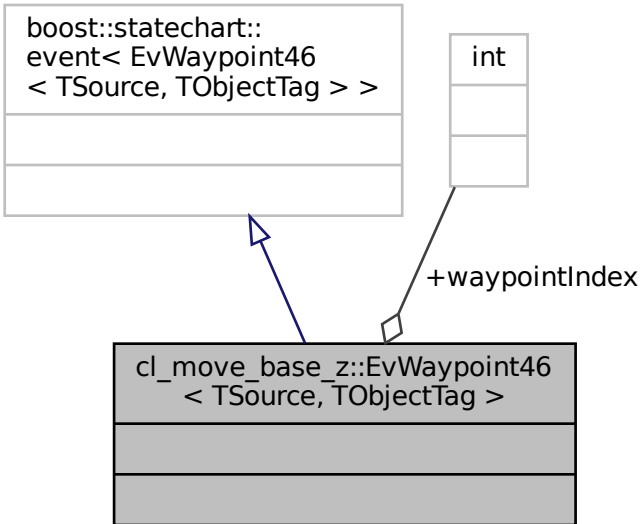 boost::statechart::
event< EvWaypoint46
< TSource, TObjectTag > >
int
+waypointIndex
cl_move_base_z::EvWaypoint46
< TSource, TObjectTag >